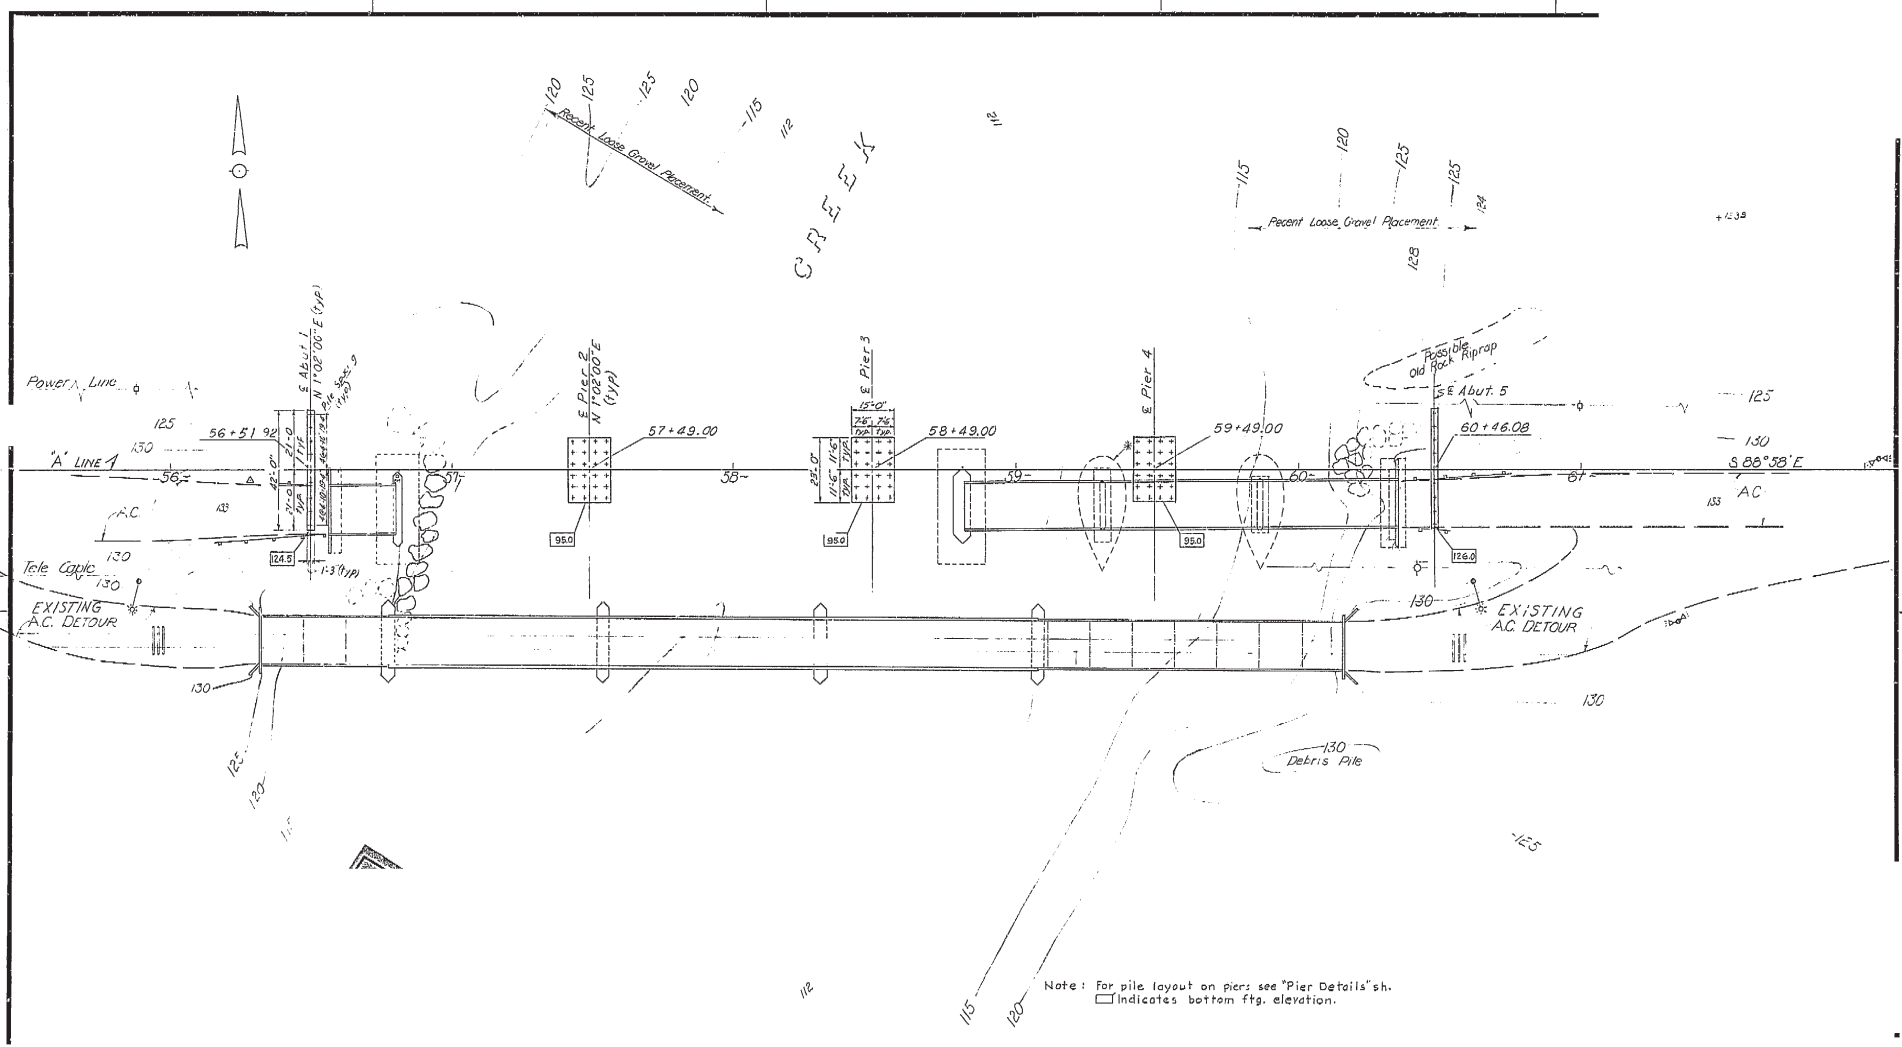 120
125
125
120
115
112
Recent Loose Gravel Placement
CREEK
112
115
120
125
125
124
Recent Loose Gravel Placement
128
Power Line
125
130
"A" LINE
56
A.C.
133
130
Tele Cable
130
EXISTING
A.C. DETOUR
130
125
120
℄ Abut 1
N 1°02'00"E (typ)
56+51.92
42'-0"
21'-0"
typ
21'-0"
typ
124.5
1'-3 (typ)
57
℄ Pier 2
N 1°02'00"E
(typ)
57+49.00
95.0
58
℄ Pier 3
15'-0"
7'-6" 7'-6"
typ. typ.
23'-0"
11'-6" 11'-6"
typ. typ.
58+49.00
95.0
59
℄ Pier 4
59+49.00
95.0
60
Possible
Old Rock Riprap
℄ Abut. 5
60+46.08
126.0
61
125
130
S 88°58'E
A.C.
133
130
EXISTING
A.C. DETOUR
130
130
Debris Pile
125
112
115
120
Note: For pile layout on piers see "Pier Details" sh.
Indicates bottom ftg. elevation.